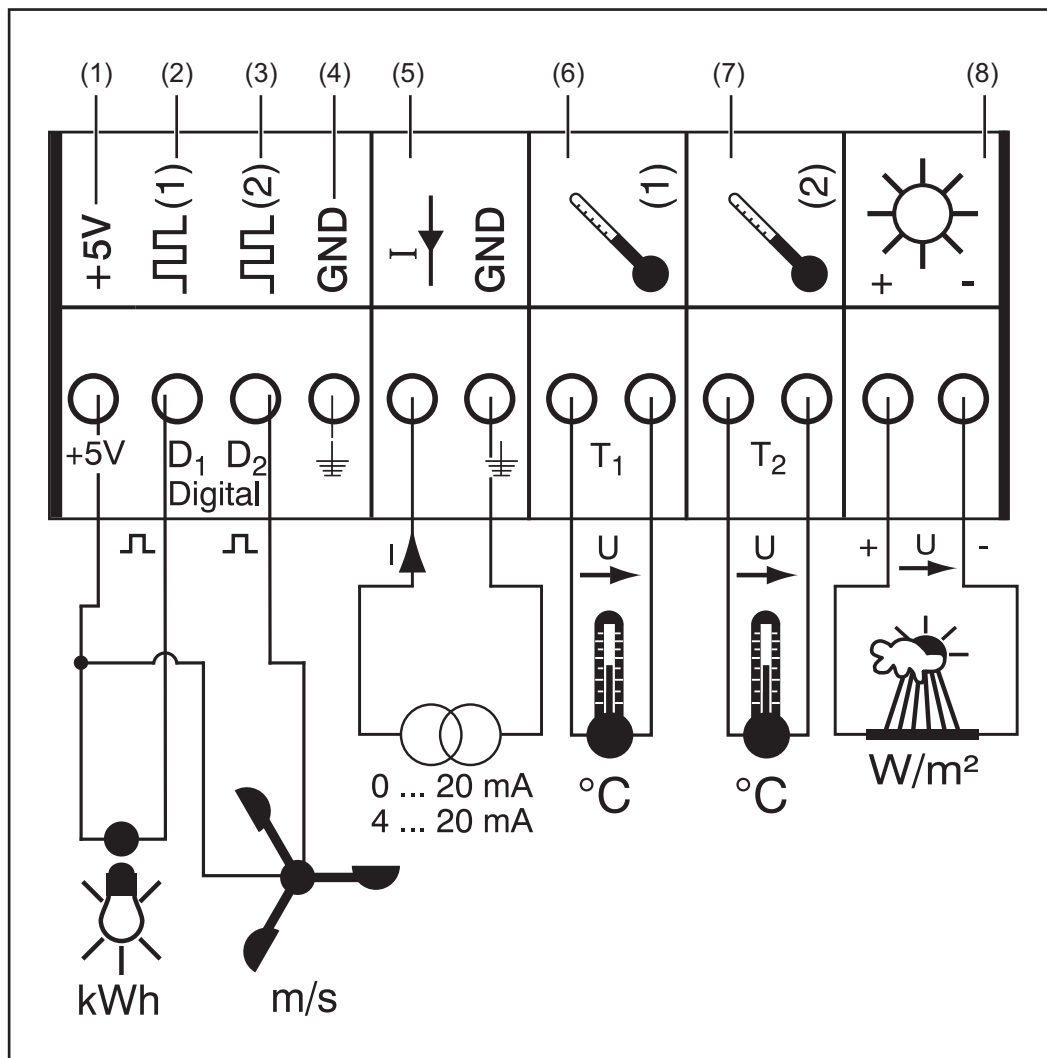 (1) (2) (3) (4) (5) (6) (7) (8)
+5V (1) (2) GND I GND (1) (2) + -
+5V D₁ D₂ T₁ T₂
Digital
I U U + U -
0 ... 20 mA
4 ... 20 mA
°C °C W/m²
kWh m/s